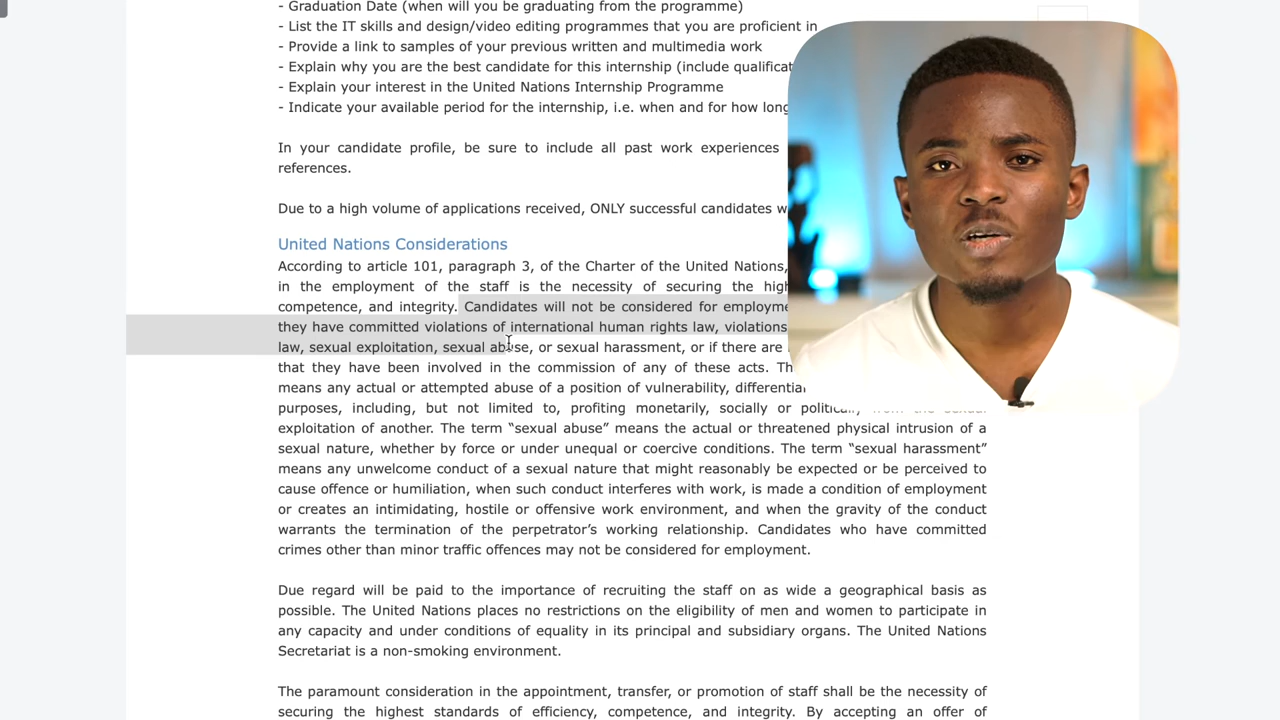 - Graduation Date (when will you be graduating from the programme)
- List the IT skills and design/video editing programmes that you are proficient in
- Provide a link to samples of your previous written and multimedia work
- Explain why you are the best candidate for this internship (include
- Explain your interest in the United Nations Internship Programme
- Indicate your available period for the internship, i.e. when and for how long
In your candidate profile, be sure to include all past work experiences
references.
Due to a high volume of applications received, ONLY successful candidates
United Nations Considerations
According to article 101, paragraph 3, of the Charter of the United Nations,
in the employment of the staff is the necessity of securing the
competence, and integrity. Candidates will not be considered for
they have committed violations of international human rights law, violations
law, sexual exploitation, sexual abuse, or sexual harassment, or if there are
that they have been involved in the commission of any of these acts.
means any actual or attempted abuse of a position of vulnerability, differential
purposes, including, but not limited to, profiting monetarily, socially or politically, from the sexual
exploitation of another. The term “sexual abuse” means the actual or threatened physical intrusion of a
sexual nature, whether by force or under unequal or coercive conditions. The term “sexual harassment”
means any unwelcome conduct of a sexual nature that might reasonably be expected or be perceived to
cause offence or humiliation, when such conduct interferes with work, is made a condition of employment
or creates an intimidating, hostile or offensive work environment, and when the gravity of the conduct
warrants the termination of the perpetrator’s working relationship. Candidates who have committed
crimes other than minor traffic offences may not be considered for employment.
Due regard will be paid to the importance of recruiting the staff on as wide a geographical basis as
possible. The United Nations places no restrictions on the eligibility of men and women to participate in
any capacity and under conditions of equality in its principal and subsidiary organs. The United Nations
Secretariat is a non-smoking environment.
The paramount consideration in the appointment, transfer, or promotion of staff shall be the necessity of
securing the highest standards of efficiency, competence, and integrity. By accepting an offer of